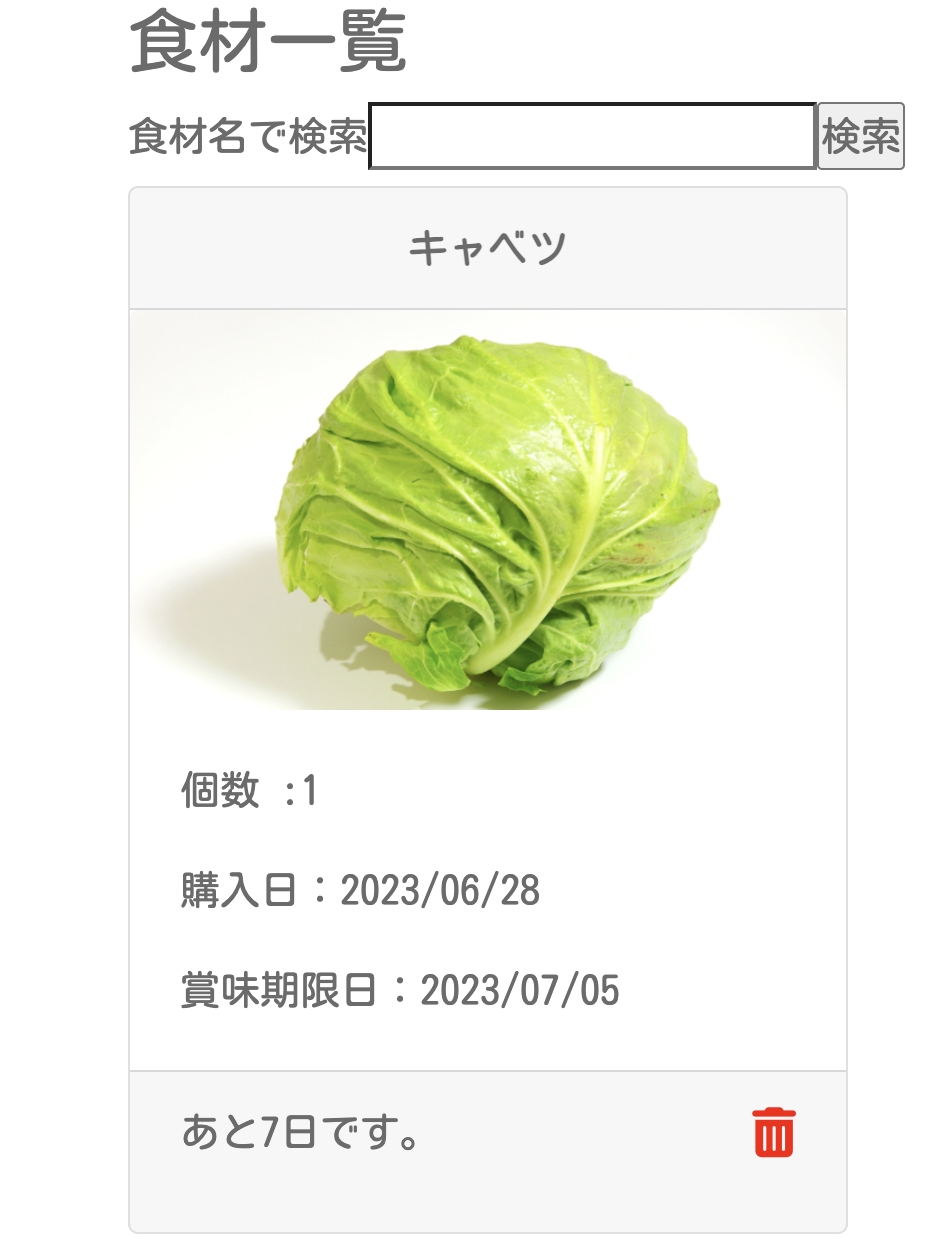 食材一覧
食材名で検索 検索
キャベツ
個数 :1
購入日：2023/06/28
賞味期限日：2023/07/05
あと7日です。